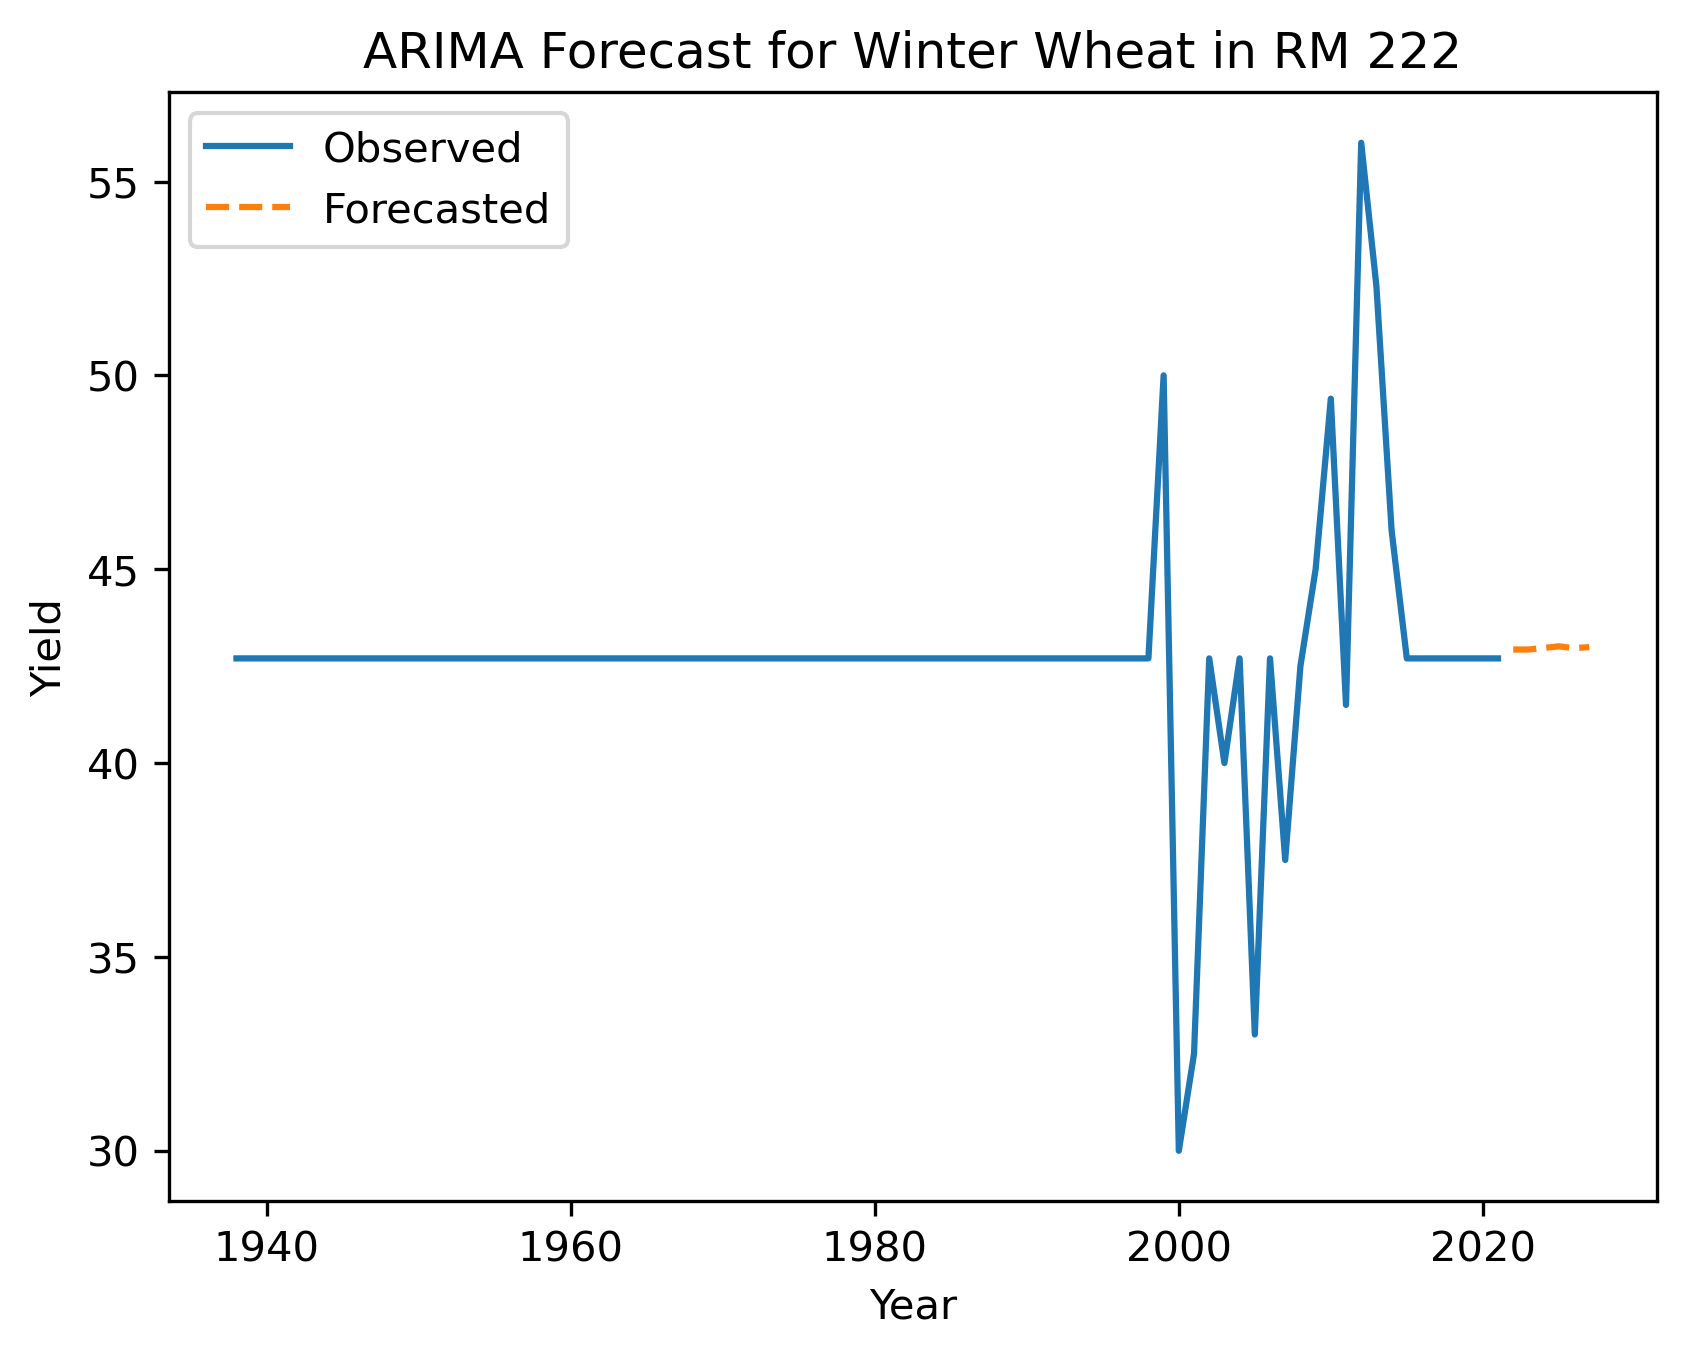 ARIMA Forecast for Winter Wheat in RM 222
Observed
Forecasted
55
50
45
40
35
30
Yield
1940 1960 1980 2000 2020
Year